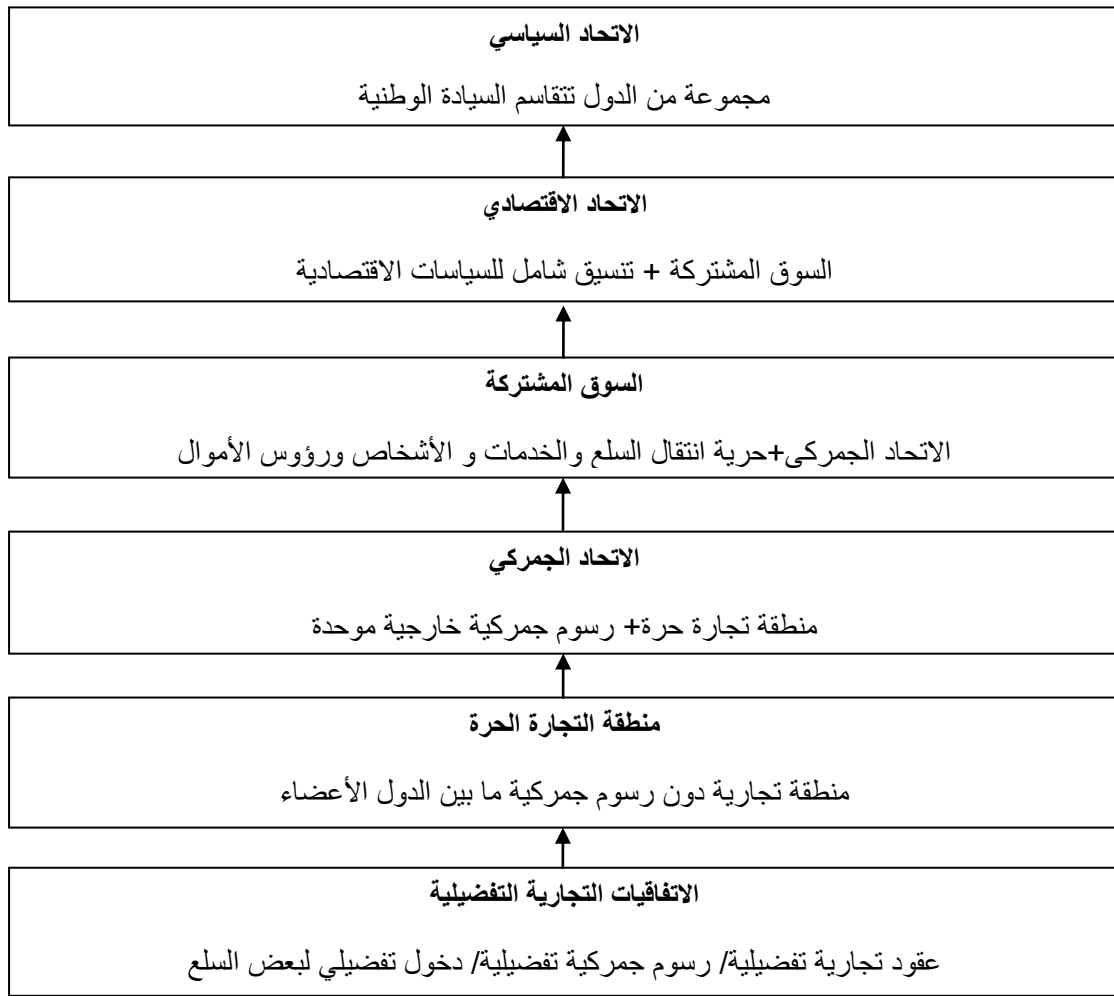 الاتحاد السياسي
مجموعة من الدول تتقاسم السيادة الوطنية
الاتحاد الاقتصادي
السوق المشتركة + تنسيق شامل للسياسات الاقتصادية
السوق المشتركة
الاتحاد الجمركي+حرية انتقال السلع والخدمات و الأشخاص ورؤوس الأموال
الاتحاد الجمركي
منطقة تجارة حرة+ رسوم جمركية خارجية موحدة
منطقة التجارة الحرة
منطقة تجارية دون رسوم جمركية ما بين الدول الأعضاء
الاتفاقيات التجارية التفضيلية
عقود تجارية تفضيلية/ رسوم جمركية تفضيلية/ دخول تفضيلي لبعض السلع